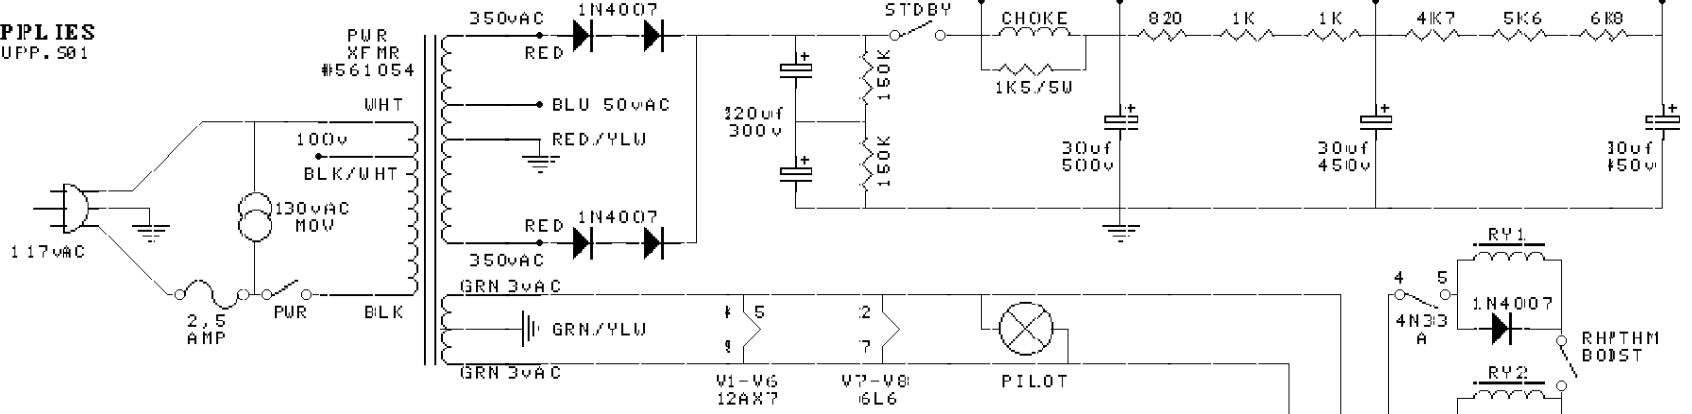 PPLIES
UPP.S01
PWR
XFMR
#561054
350vAC
1N4007
RED
WHT
BLU 50vAC
RED/YLW
100v
BLK/WHT
130vAC
MOV
117vAC
2,5
AMP
PWR
BLK
RED
1N4007
350vAC
GRN 3vAC
GRN/YLW
GRN 3vAC
220uf
300v
150K
150K
STDBY
CHOKE
1K5/5W
820
1K
1K
4K7
5K6
6K8
30uf
500v
30uf
450v
30uf
450v
5
V1-V6
12AX7
2
7
V7-V8
6L6
PILOT
RY1
4
5
4N33
A
1N4007
RHYTHM
BOOST
RY2